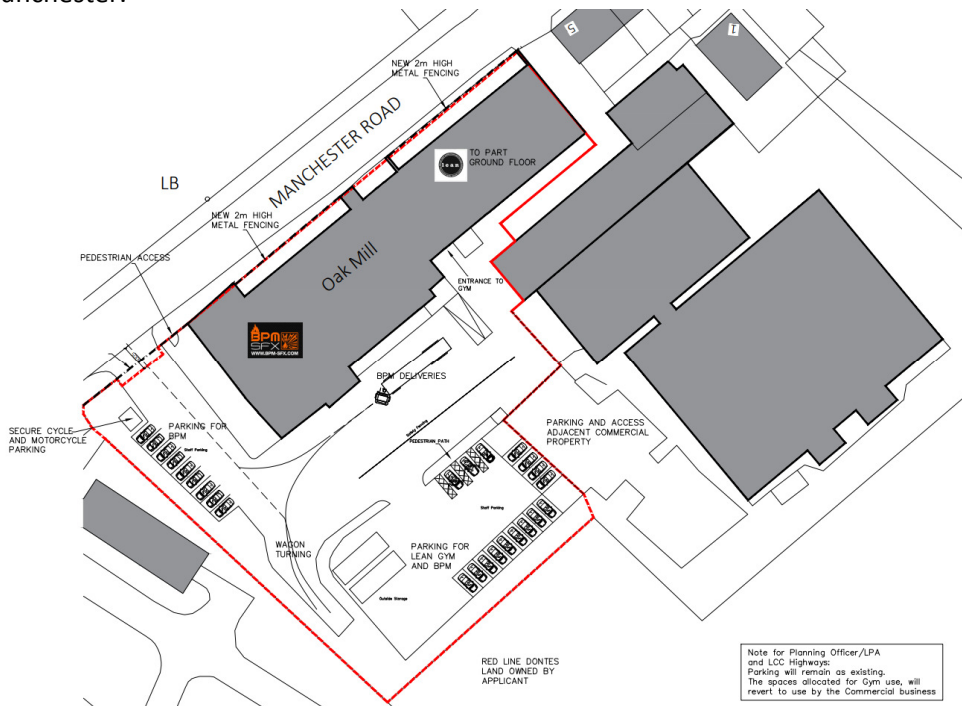 NEW 2m HIGH
METAL FENCING
5
1
MANCHESTER ROAD
TO PART
GROUND FLOOR
lean
LB
NEW 2m HIGH
METAL FENCING
PEDESTRIAN ACCESS
Oak Mill
ENTRANCE TO
GYM
BPM
SFX
WWW.BPM-SFX.COM
BPM DELIVERIES
SECURE CYCLE
AND MOTORCYCLE
PARKING
PARKING FOR
BPM
Staff Parking
PEDESTRIAN PATH
PARKING AND ACCESS
ADJACENT COMMERCIAL
PROPERTY
Staff Parking
WAGON
TURNING
PARKING FOR
LEAN GYM
AND BPM
Outside Storage
RED LINE DONTES
LAND OWNED BY
APPLICANT
Note for Planning Officer/LPA
and LCC Highways:
Parking will remain as existing.
The spaces allocated for Gym use, will
revert to use by the Commercial business